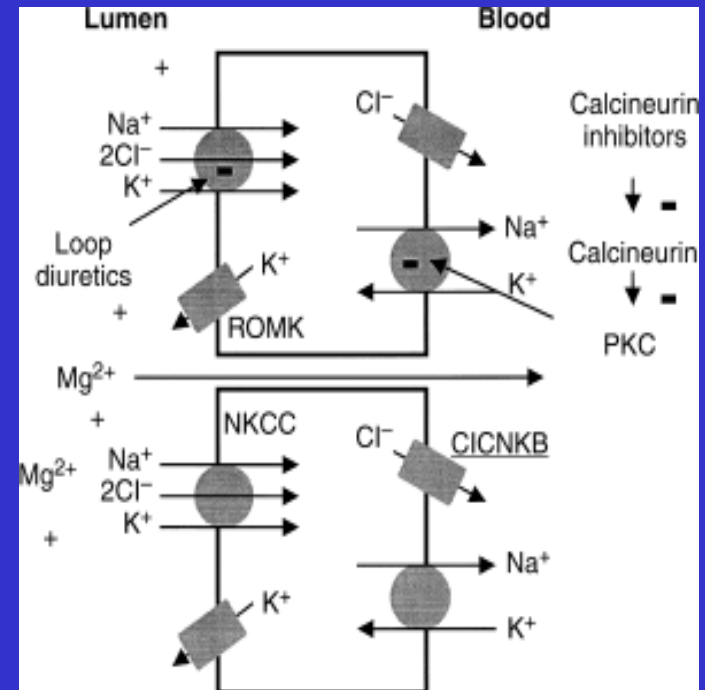 Lumen Blood
+
Na⁺
2Cl⁻
K⁺
Loop
diuretics
+
K⁺
ROMK
Cl⁻
Na⁺
K⁺
Calcineurin
inhibitors
-
Calcineurin
-
PKC
Mg²⁺
+
Mg²⁺
+
NKCC
Na⁺
2Cl⁻
K⁺
K⁺
Cl⁻
ClCNKB
Na⁺
K⁺